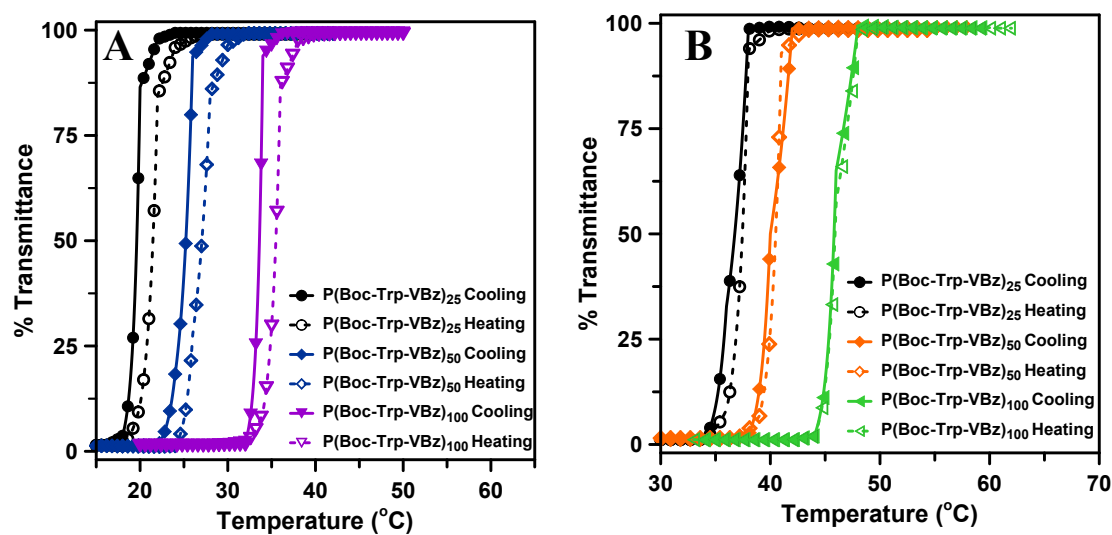 A
% Transmittance
100
75
50
25
0
P(Boc-Trp-VBz)₂₅ Cooling
P(Boc-Trp-VBz)₂₅ Heating
P(Boc-Trp-VBz)₅₀ Cooling
P(Boc-Trp-VBz)₅₀ Heating
P(Boc-Trp-VBz)₁₀₀ Cooling
P(Boc-Trp-VBz)₁₀₀ Heating
20 30 40 50 60
Temperature (°C)
B
% Transmittance
100
75
50
25
0
P(Boc-Trp-VBz)₂₅ Cooling
P(Boc-Trp-VBz)₂₅ Heating
P(Boc-Trp-VBz)₅₀ Cooling
P(Boc-Trp-VBz)₅₀ Heating
P(Boc-Trp-VBz)₁₀₀ Cooling
P(Boc-Trp-VBz)₁₀₀ Heating
30 40 50 60 70
Temperature (°C)